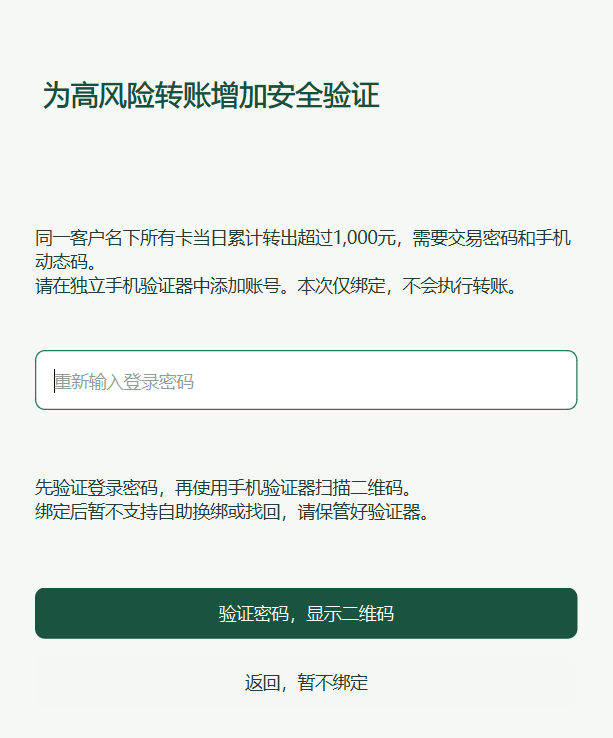 为高风险转账增加安全验证
同一客户名下所有卡当日累计转出超过1,000元，需要交易密码和手机
动态码。
请在独立手机验证器中添加账号。本次仅绑定，不会执行转账。
重新输入登录密码
先验证登录密码，再使用手机验证器扫描二维码。
绑定后暂不支持自助换绑或找回，请保管好验证器。
验证密码，显示二维码
返回，暂不绑定